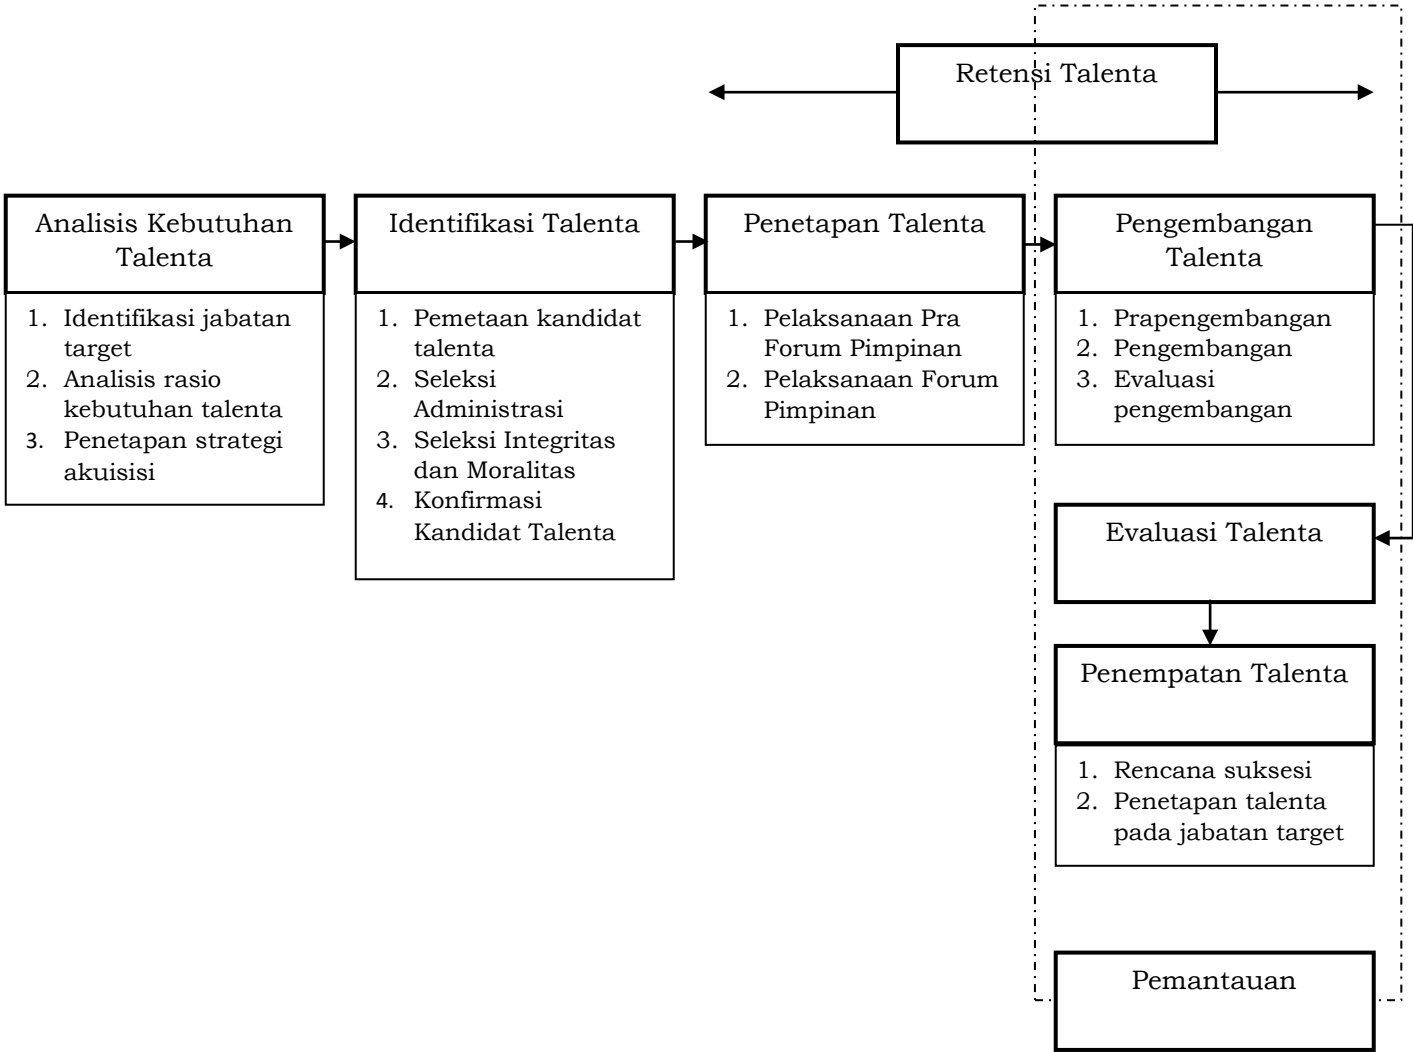 Retensi Talenta
Analisis Kebutuhan
Talenta
1. Identifikasi jabatan
target
2. Analisis rasio
kebutuhan talenta
3. Penetapan strategi
akuisisi
Identifikasi Talenta
1. Pemetaan kandidat
talenta
2. Seleksi
Administrasi
3. Seleksi Integritas
dan Moralitas
4. Konfirmasi
Kandidat Talenta
Penetapan Talenta
1. Pelaksanaan Pra
Forum Pimpinan
2. Pelaksanaan Forum
Pimpinan
Pengembangan
Talenta
1. Prapengembangan
2. Pengembangan
3. Evaluasi
pengembangan
Evaluasi Talenta
Penempatan Talenta
1. Rencana suksesi
2. Penetapan talenta
pada jabatan target
Pemantauan